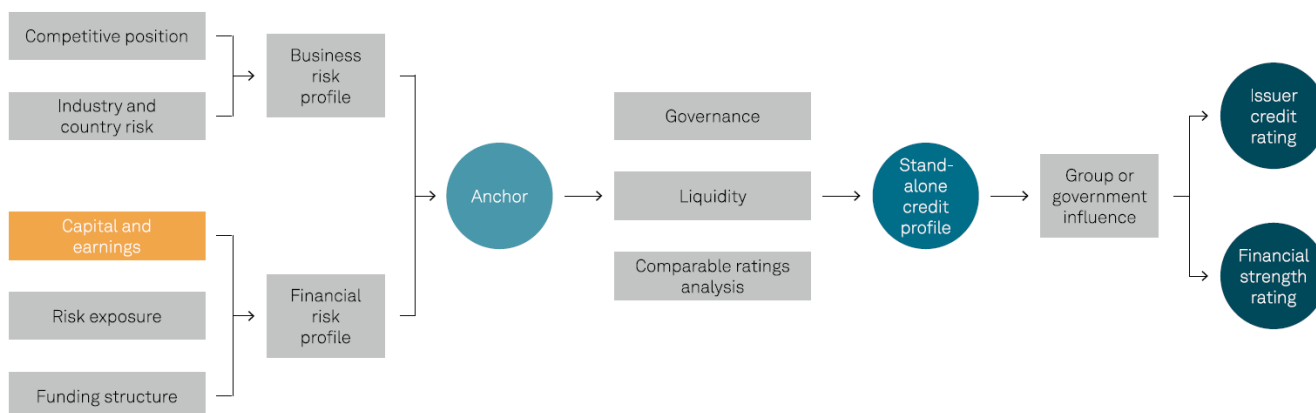 Competitive position
Industry and
country risk
Business
risk
profile
Capital and
earnings
Risk exposure
Funding structure
Financial
risk
profile
Anchor
Governance
Liquidity
Comparable ratings
analysis
Stand-
alone
credit
profile
Group or
government
influence
Issuer
credit
rating
Financial
strength
rating